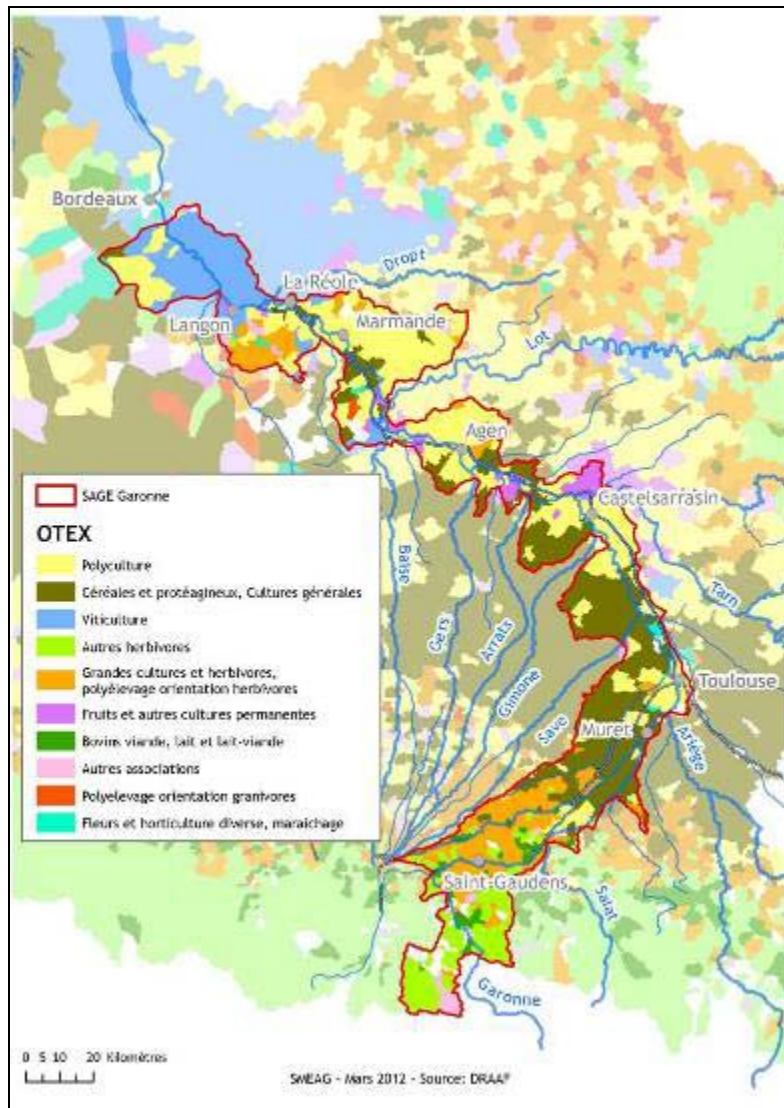 Bordeaux
La Réole
Dropt
Langon
Marmande
Lot
Agen
Castelsarrasin
Tarn
Baïse
Gers
Arrats
Gimone
Save
Toulouse
Muret
Ariège
Saint-Gaudens
Salat
Garonne
SAGE Garonne
OTEX
Polyculture
Céréales et protéagineux, Cultures générales
Viticulture
Autres herbivores
Grandes cultures et herbivores,
polyélevage orientation herbivores
Fruits et autres cultures permanentes
Bovins viande, lait et lait-viande
Autres associations
Polyelevage orientation granivores
Fleurs et horticulture diverse, maraichage
0 5 10 20 Kilomètres
SMEAG - Mars 2012 - Source: DRAAF